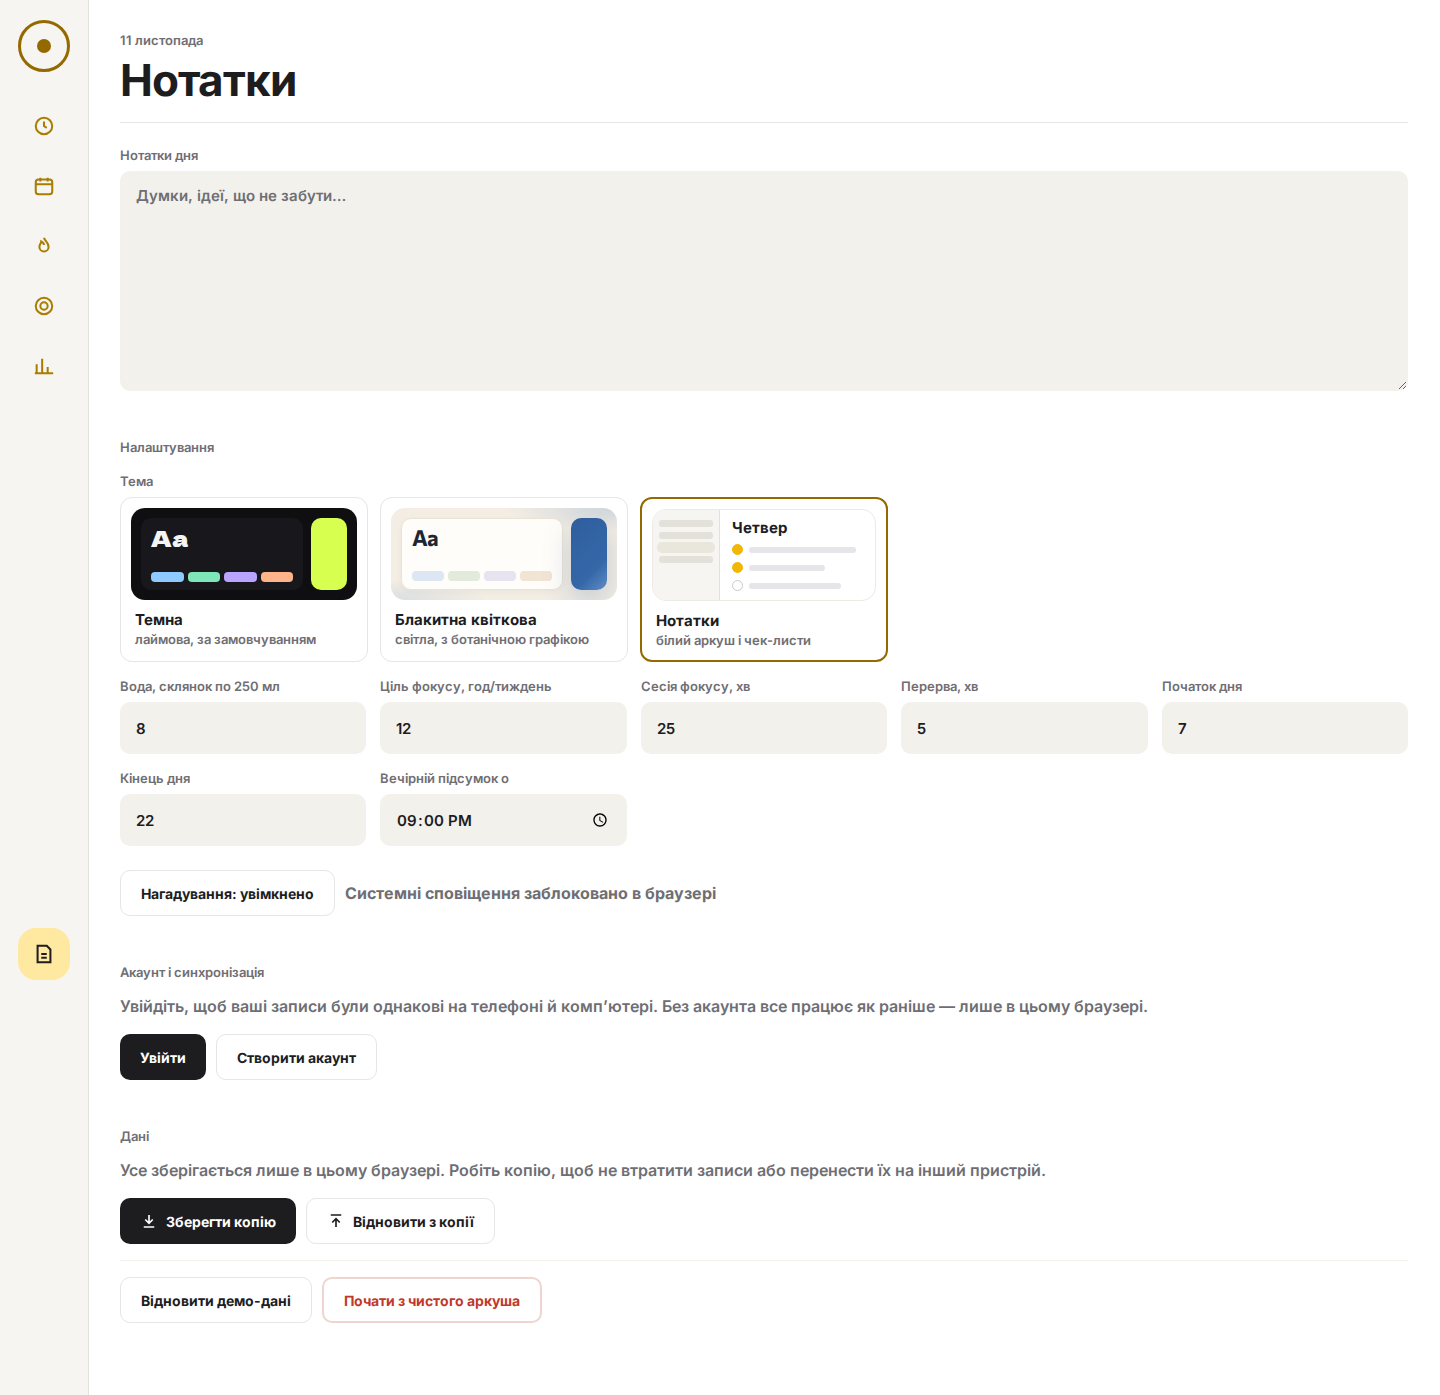 11 листопада
Нотатки
Нотатки дня
Думки, ідеї, що не забути...
Налаштування
Тема
Aa
Темна
лаймова, за замовчуванням
Aa
Блакитна квіткова
світла, з ботанічною графікою
Четвер
Нотатки
білий аркуш і чек-листи
Вода, склянок по 250 мл
Ціль фокусу, год/тиждень
Сесія фокусу, хв
Перерва, хв
Початок дня
8
12
25
5
7
Кінець дня
Вечірній підсумок о
22
09:00 PM
Нагадування: увімкнено
Системні сповіщення заблоковано в браузері
Акаунт і синхронізація
Увійдіть, щоб ваші записи були однакові на телефоні й комп’ютері. Без акаунта все працює як раніше — лише в цьому браузері.
Увійти
Створити акаунт
Дані
Усе зберігається лише в цьому браузері. Робіть копію, щоб не втратити записи або перенести їх на інший пристрій.
Зберегти копію
Відновити з копії
Відновити демо-дані
Почати з чистого аркуша